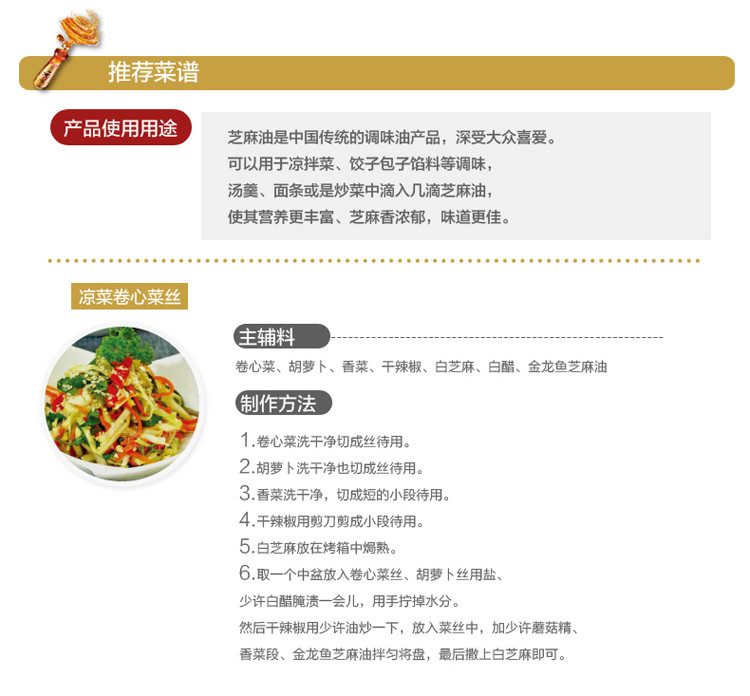 推荐菜谱
产品使用用途
芝麻油是中国传统的调味油产品，深受大众喜爱。
可以用于凉拌菜、饺子包子馅料等调味，
汤羹、面条或是炒菜中滴入几滴芝麻油，
使其营养更丰富、芝麻香浓郁，味道更佳。
凉菜卷心菜丝
主辅料
卷心菜、胡萝卜、香菜、干辣椒、白芝麻、白醋、金龙鱼芝麻油
制作方法
1.卷心菜洗干净切成丝待用。
2.胡萝卜洗干净也切成丝待用。
3.香菜洗干净，切成短的小段待用。
4.干辣椒用剪刀剪成小段待用。
5.白芝麻放在烤箱中焗熟。
6.取一个中盆放入卷心菜丝、胡萝卜丝用盐、
少许白醋腌渍一会儿，用手拧掉水分。
然后干辣椒用少许油炒一下，放入菜丝中，加少许蘑菇精、
香菜段、金龙鱼芝麻油拌匀将盘，最后撒上白芝麻即可。